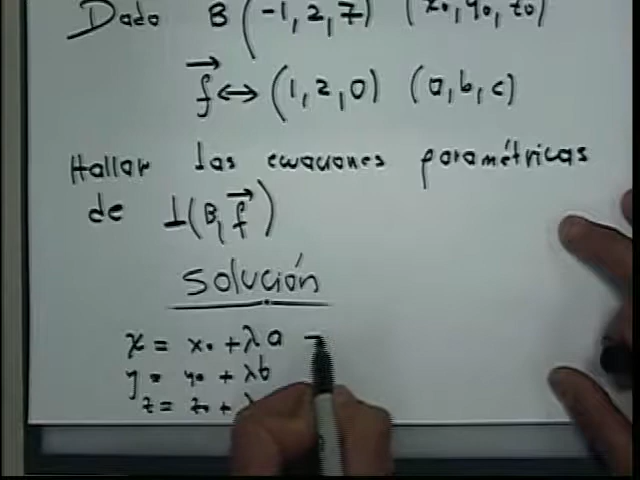 Dado B(-1, 2, 7) (x₀, y₀, z₀)
f⃗ ↔ (1, 2, 0) (a, b, c)
Hallar las ecuaciones paramétricas
de ⊥(B, f⃗)
Solución
x = x₀ + λa →
y = y₀ + λb
z = z₀ + λ